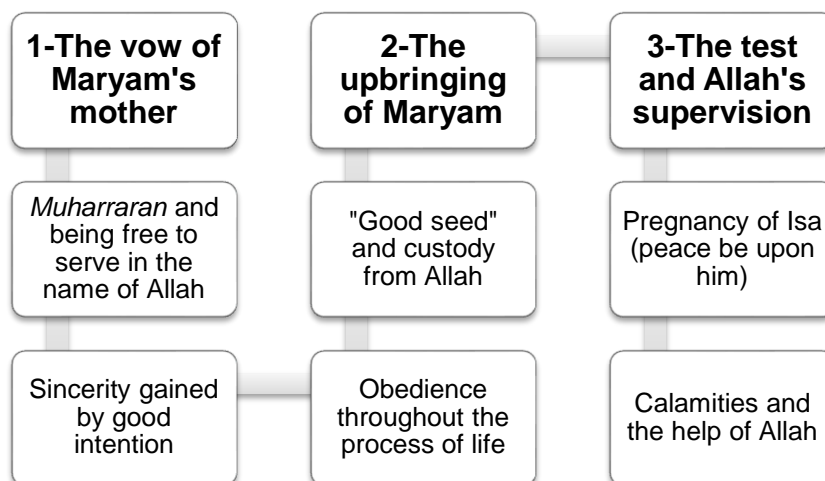 1-The vow of
Maryam's
mother
Muharraran and
being free to
serve in the
name of Allah
Sincerity gained
by good
intention
2-The
upbringing
of Maryam
"Good seed"
and custody
from Allah
Obedience
throughout the
process of life
3-The test
and Allah's
supervision
Pregnancy of Isa
(peace be upon
him)
Calamities and
the help of Allah